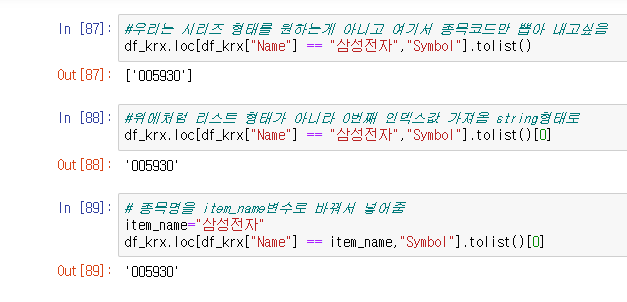 In [87]: #우리는 시리즈 형태를 원하는게 아니고 여기서 종목코드만 뽑아 내고싶음
df_krx.loc[df_krx["Name"] == "삼성전자","Symbol"].tolist()
Out[87]: ['005930']
In [88]: #위에처럼 리스트 형태가 아니라 0번째 인덱스값 가져옴 string형태로
df_krx.loc[df_krx["Name"] == "삼성전자","Symbol"].tolist()[0]
Out[88]: '005930'
In [89]: # 종목명을 item_name변수로 바꿔서 넣어줌
item_name="삼성전자"
df_krx.loc[df_krx["Name"] == item_name,"Symbol"].tolist()[0]
Out[89]: '005930'